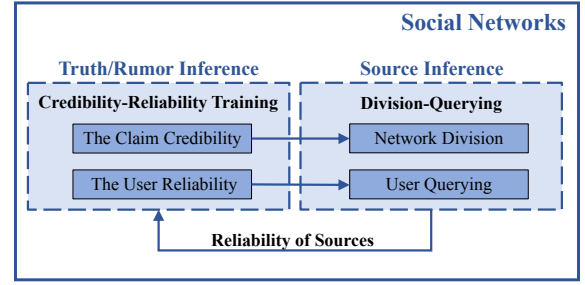 Social Networks
Truth/Rumor Inference
Source Inference
Credibility-Reliability Training
Division-Querying
The Claim Credibility
Network Division
The User Reliability
User Querying
Reliability of Sources